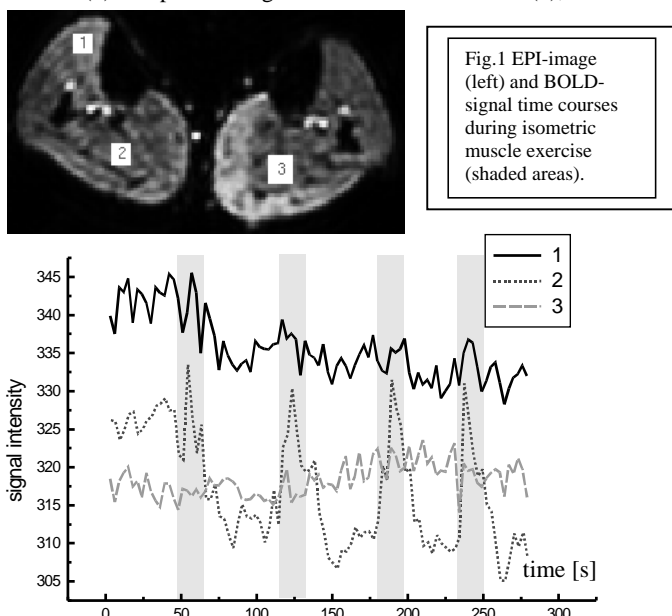 1
2
3
Fig.1 EPI-image
(left) and BOLD-
signal time courses
during isometric
muscle exercise
(shaded areas).
1
2
3
345
340
335
330
325
320
315
310
305
signal intensity
time [s]
0
50
100
150
200
250
300